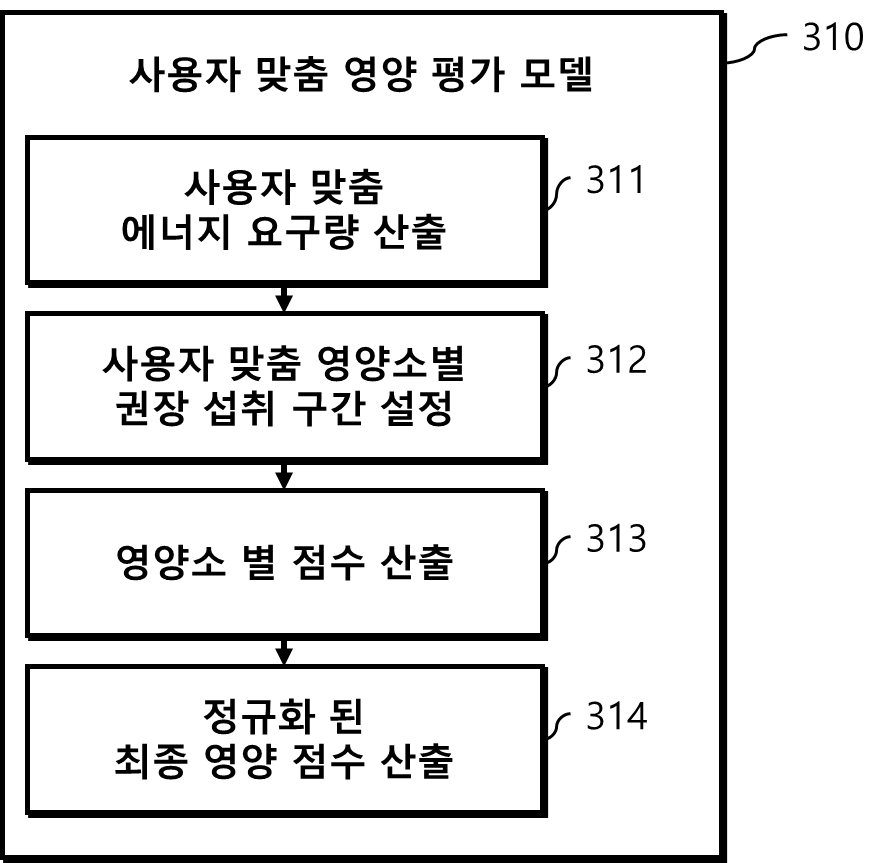 310
사용자 맞춤 영양 평가 모델
사용자 맞춤
에너지 요구량 산출
311
사용자 맞춤 영양소별
권장 섭취 구간 설정
312
영양소 별 점수 산출
313
정규화 된
최종 영양 점수 산출
314